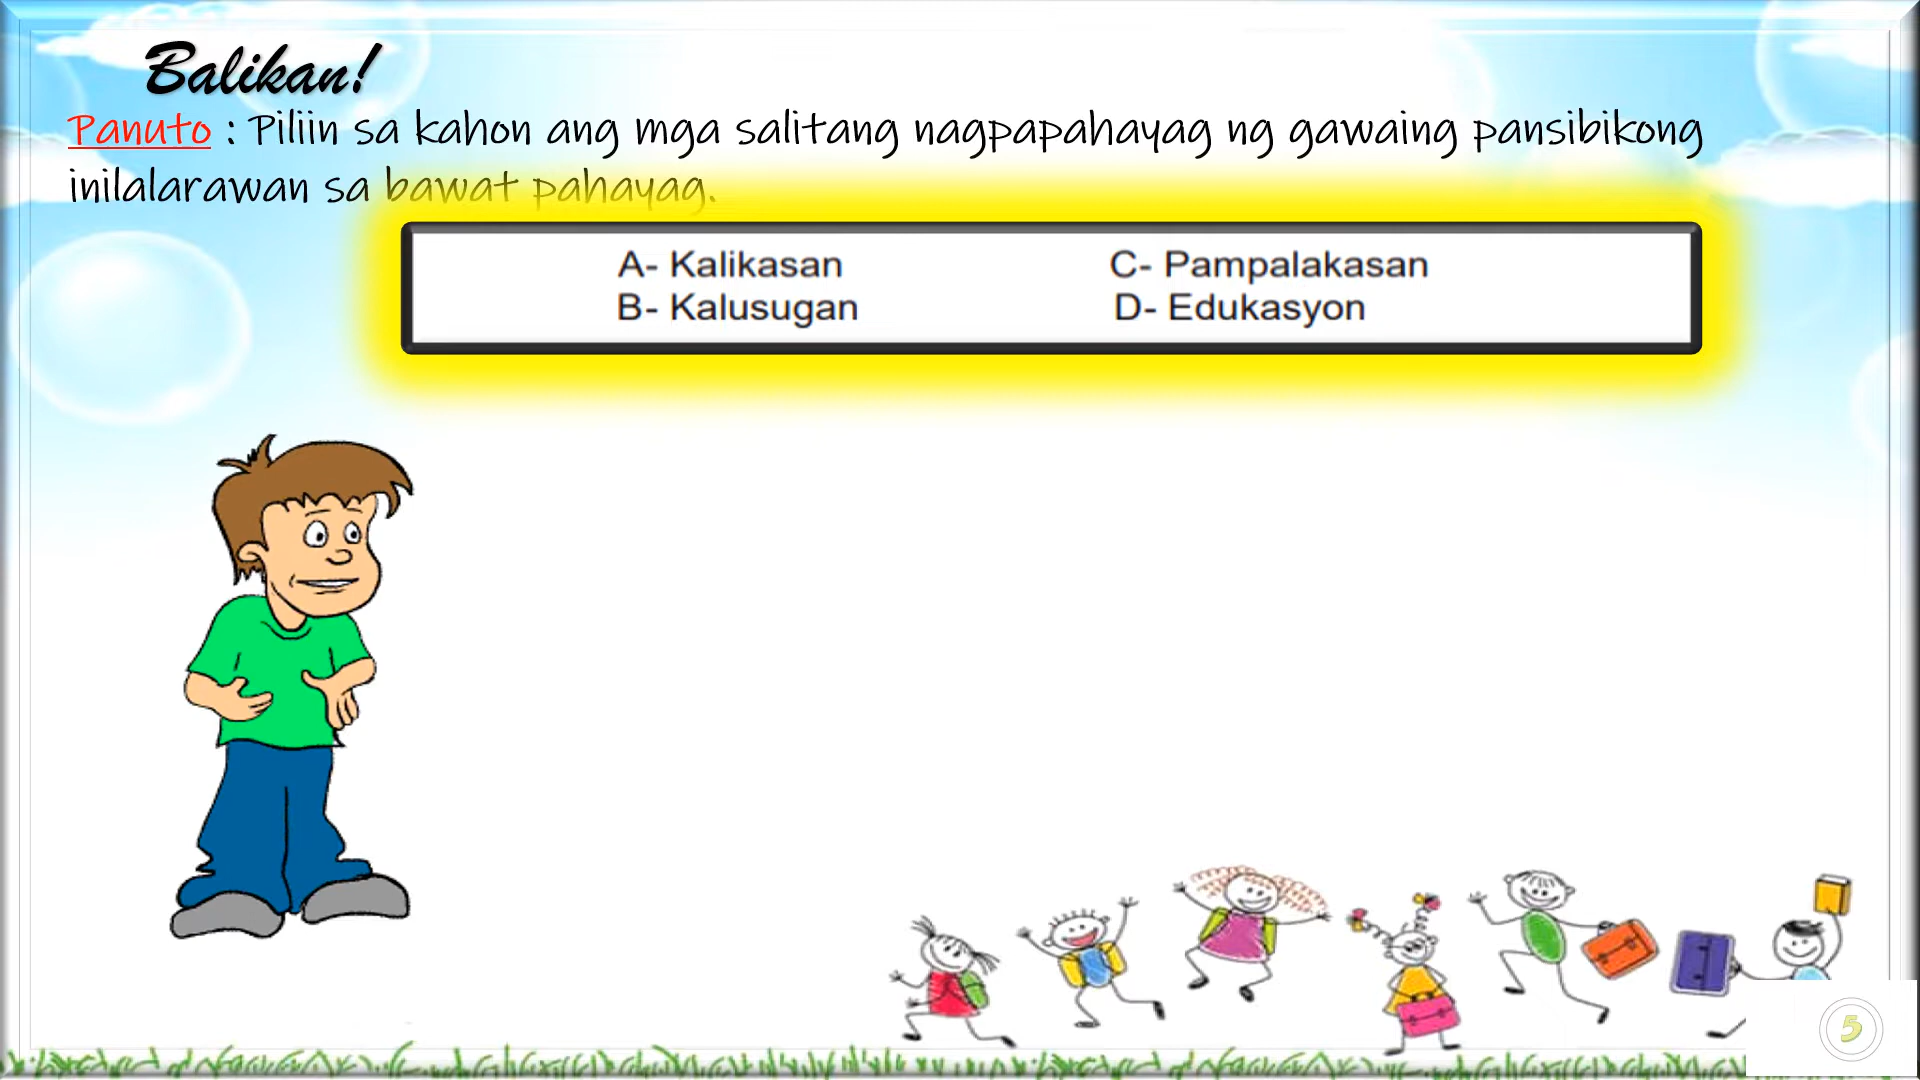 Balikan!
Panuto : Piliin sa kahon ang mga salitang nagpapahayag ng gawaing pansibikong
inilalarawan sa bawat pahayag.
A- Kalikasan
B- Kalusugan
C- Pampalakasan
D- Edukasyon
5